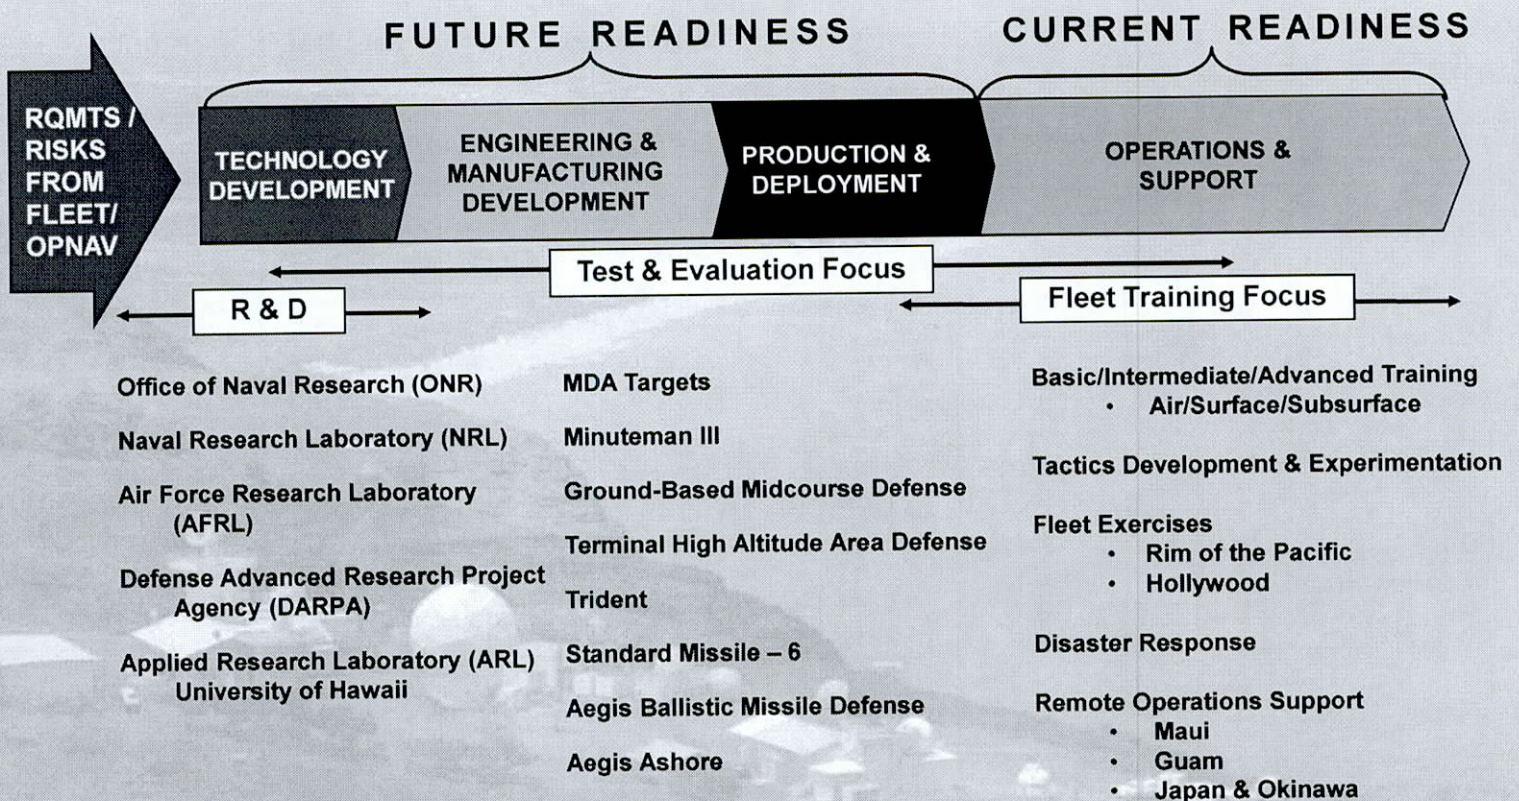 FUTURE READINESS
CURRENT READINESS
RQMTS /
RISKS
FROM
FLEET/
OPNAV
TECHNOLOGY
DEVELOPMENT
ENGINEERING &
MANUFACTURING
DEVELOPMENT
PRODUCTION &
DEPLOYMENT
OPERATIONS &
SUPPORT
Test & Evaluation Focus
R & D
Fleet Training Focus
Office of Naval Research (ONR)
Naval Research Laboratory (NRL)
Air Force Research Laboratory
(AFRL)
Defense Advanced Research Project
Agency (DARPA)
Applied Research Laboratory (ARL)
University of Hawaii
MDA Targets
Minuteman III
Ground-Based Midcourse Defense
Terminal High Altitude Area Defense
Trident
Standard Missile – 6
Aegis Ballistic Missile Defense
Aegis Ashore
Basic/Intermediate/Advanced Training
• Air/Surface/Subsurface
Tactics Development & Experimentation
Fleet Exercises
• Rim of the Pacific
• Hollywood
Disaster Response
Remote Operations Support
• Maui
• Guam
• Japan & Okinawa